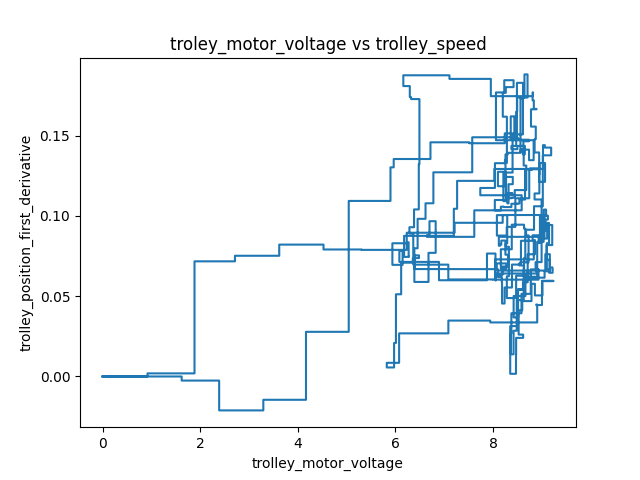 troley_motor_voltage vs trolley_speed
trolley_position_first_derivative
0.15
0.10
0.05
0.00
0 2 4 6 8
trolley_motor_voltage